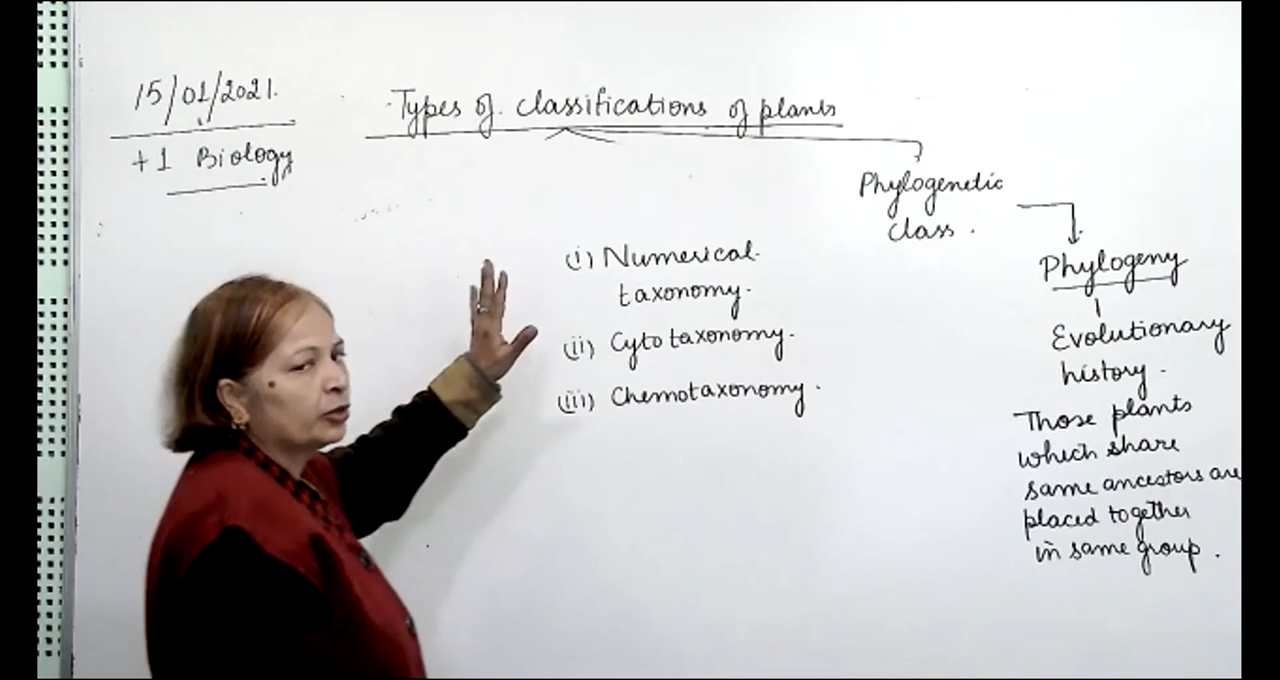 15/01/2021.
+1 Biology
Types of classifications of plants
Phylogenetic
class.
(i) Numerical
taxonomy.
(ii) Cytotaxonomy.
(iii) Chemotaxonomy.
Phylogeny
Evolutionary
history.
Those plants
which share
same ancestors are
placed together
in same group.